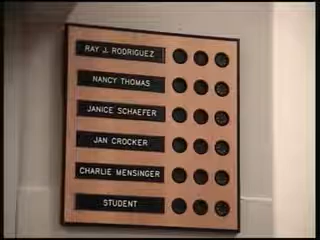 RAY J. RODRIGUEZ
NANCY THOMAS
JANICE SCHAEFER
JAN CROCKER
CHARLIE MENSINGER
STUDENT